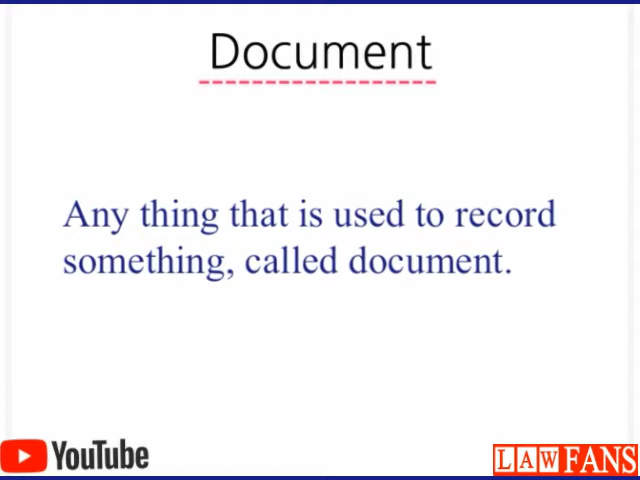 Document
Any thing that is used to record
something, called document.
YouTube
LAWFANS